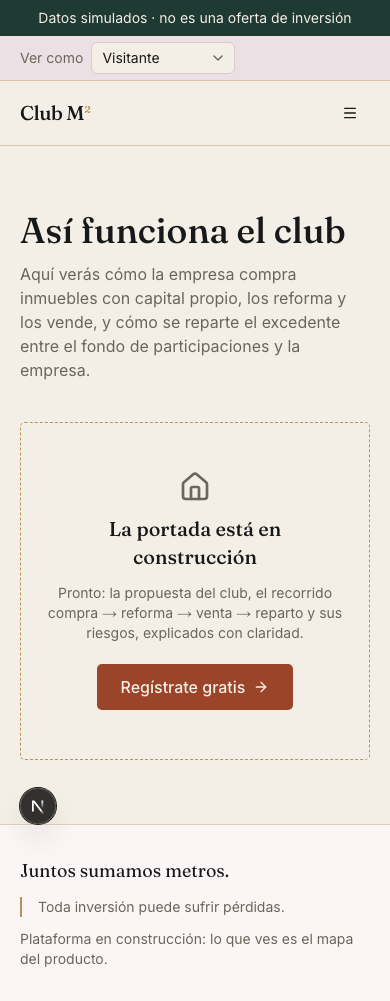 Datos simulados · no es una oferta de inversión
Ver como Visitante
Club M²
Así funciona el club
Aquí verás cómo la empresa compra
inmuebles con capital propio, los reforma y
los vende, y cómo se reparte el excedente
entre el fondo de participaciones y la
empresa.
La portada está en
construcción
Pronto: la propuesta del club, el recorrido
compra → reforma → venta → reparto y sus
riesgos, explicados con claridad.
Regístrate gratis →
N
Juntos sumamos metros.
Toda inversión puede sufrir pérdidas.
Plataforma en construcción: lo que ves es el mapa
del producto.